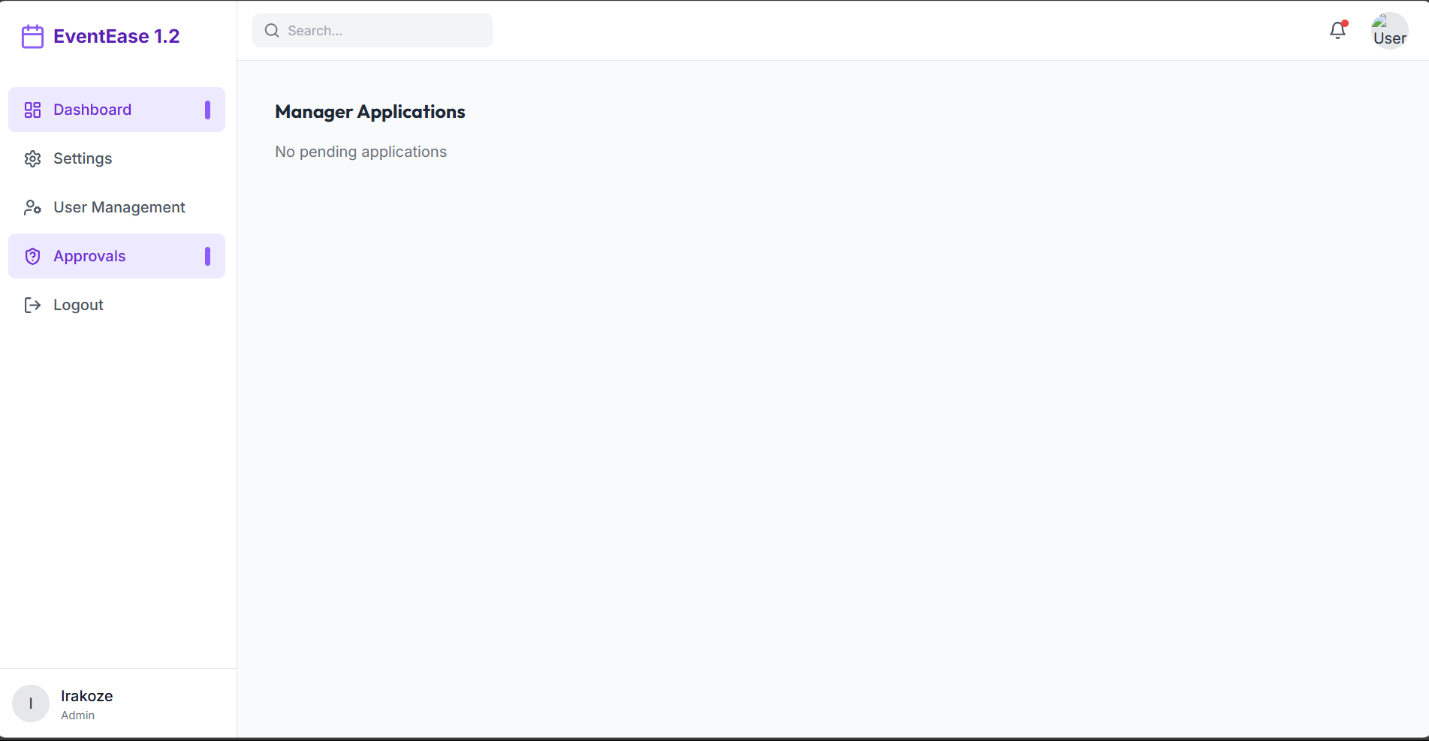 EventEase 1.2
Search...
User
Dashboard
Settings
User Management
Approvals
Logout
Manager Applications
No pending applications
I
Irakoze
Admin